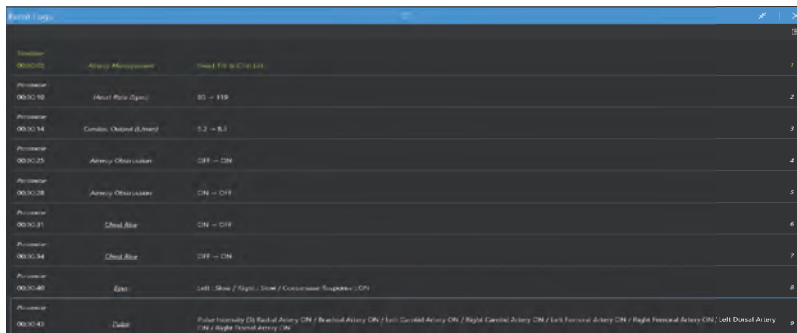 Event Logs
00:00:02 Airway Management Head Tilt & Chin Lift 1
Parameter
00:00:10 Heart Rate (bpm) 80 → 119 2
Parameter
00:00:14 Cardiac Output (L/min) 5.2 → 8.3 3
Parameter
00:00:25 Airway Obstruction OFF → ON 4
Parameter
00:00:28 Airway Obstruction ON → OFF 5
Parameter
00:00:31 Chest Rise ON → OFF 6
Parameter
00:00:34 Chest Rise OFF → ON 7
Parameter
00:00:40 Eyes Left : Slow / Right : Slow / Consensual Response : ON 8
Parameter
00:00:43 Pulse Pulse Intensity (3) Radial Artery ON / Brachial Artery ON / Left Carotid Artery ON / Right Carotid Artery ON / Left Femoral Artery ON / Right Femoral Artery ON / Left Dorsal Artery 9
ON / Right Dorsal Artery ON